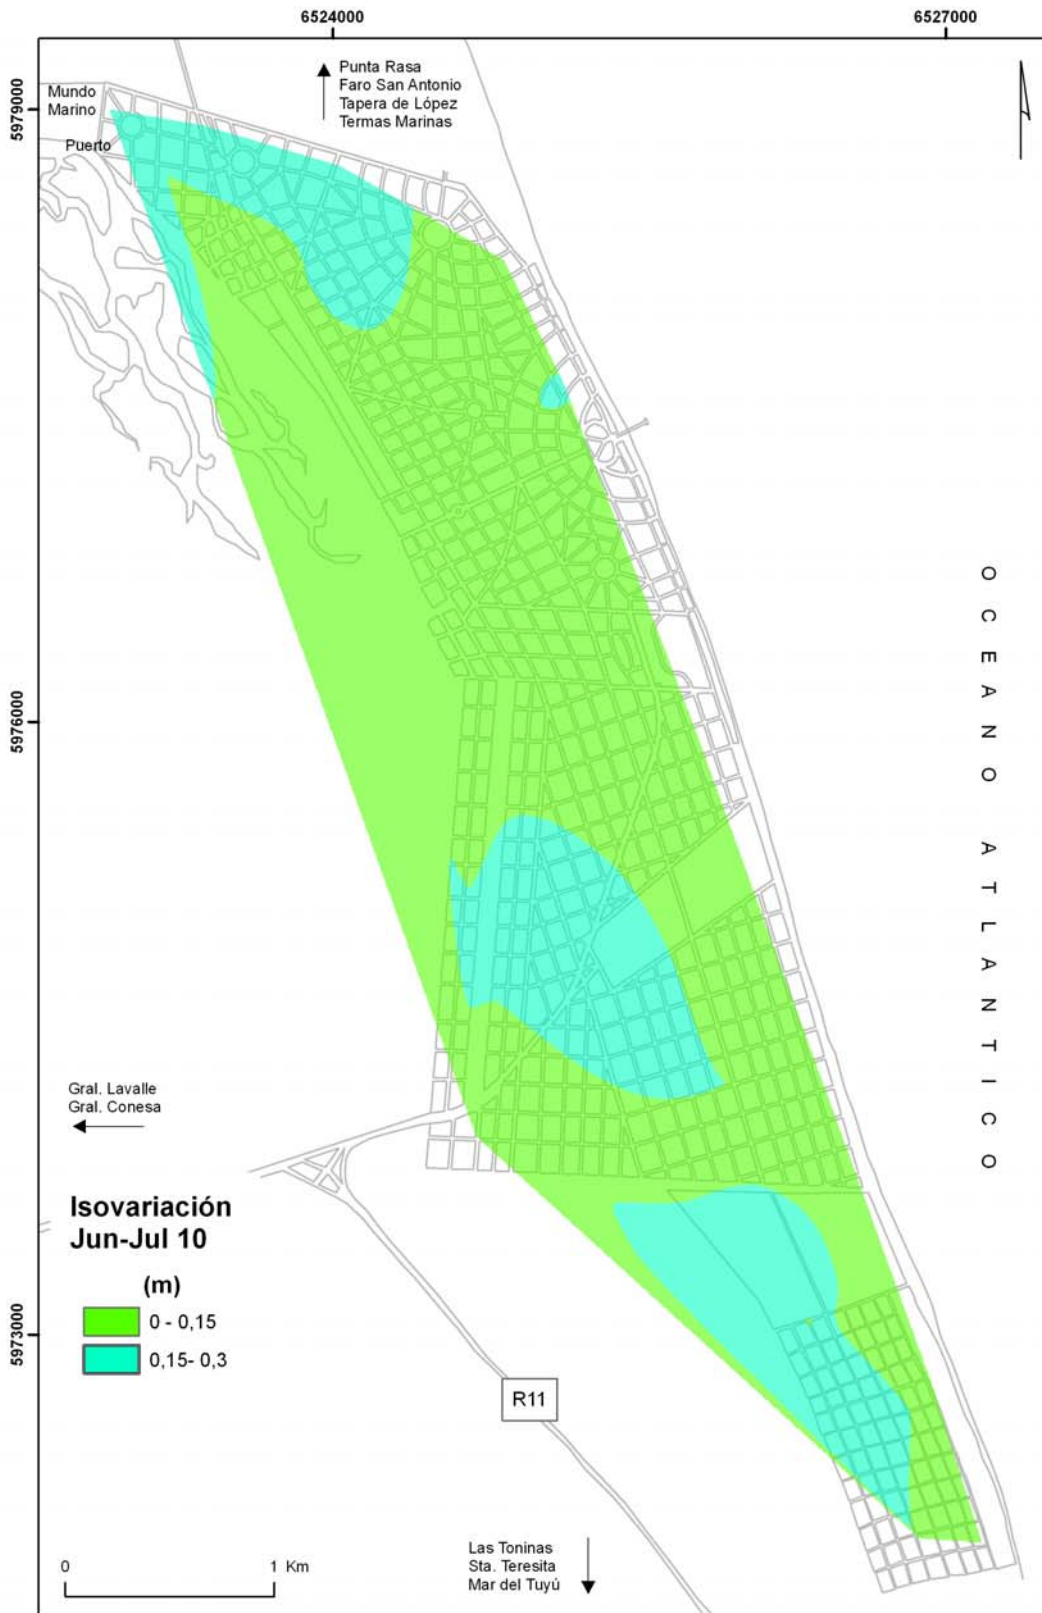 6524000
6527000
5979000
5976000
5973000
Mundo
Marino
Puerto
Punta Rasa
Faro San Antonio
Tapera de López
Termas Marinas
OCEANO ATLANTICO
Gral. Lavalle
Gral. Conesa
Isovariación
Jun-Jul 10
(m)
0 - 0,15
0,15- 0,3
R11
0 1 Km
Las Toninas
Sta. Teresita
Mar del Tuyú